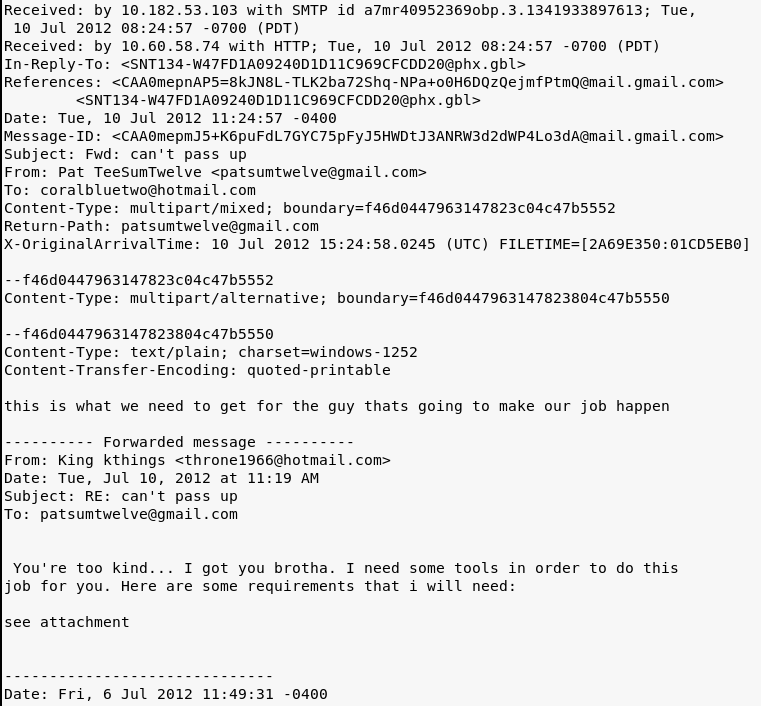 Received: by 10.182.53.103 with SMTP id a7mr40952369obp.3.1341933897613; Tue,
 10 Jul 2012 08:24:57 -0700 (PDT)
Received: by 10.60.58.74 with HTTP; Tue, 10 Jul 2012 08:24:57 -0700 (PDT)
In-Reply-To: <SNT134-W47FD1A09240D1D11C969CFCDD20@phx.gbl>
References: <CAA0mepnAP5=8kJN8L-TLK2ba72Shq-NPa+o0H6DQzQejmfPtmQ@mail.gmail.com>
        <SNT134-W47FD1A09240D1D11C969CFCDD20@phx.gbl>
Date: Tue, 10 Jul 2012 11:24:57 -0400
Message-ID: <CAA0mepmJ5+K6puFdL7GYC75pFyJ5HWDtJ3ANRW3d2dWP4Lo3dA@mail.gmail.com>
Subject: Fwd: can't pass up
From: Pat TeeSumTwelve <patsumtwelve@gmail.com>
To: coralbluetwo@hotmail.com
Content-Type: multipart/mixed; boundary=f46d0447963147823c04c47b5552
Return-Path: patsumtwelve@gmail.com
X-OriginalArrivalTime: 10 Jul 2012 15:24:58.0245 (UTC) FILETIME=[2A69E350:01CD5EB0]

--f46d0447963147823c04c47b5552
Content-Type: multipart/alternative; boundary=f46d0447963147823804c47b5550

--f46d0447963147823804c47b5550
Content-Type: text/plain; charset=windows-1252
Content-Transfer-Encoding: quoted-printable

this is what we need to get for the guy thats going to make our job happen

---------- Forwarded message ----------
From: King kthings <throne1966@hotmail.com>
Date: Tue, Jul 10, 2012 at 11:19 AM
Subject: RE: can't pass up
To: patsumtwelve@gmail.com


 You're too kind... I got you brotha. I need some tools in order to do this
job for you. Here are some requirements that i will need:

see attachment


------------------------------
Date: Fri, 6 Jul 2012 11:49:31 -0400